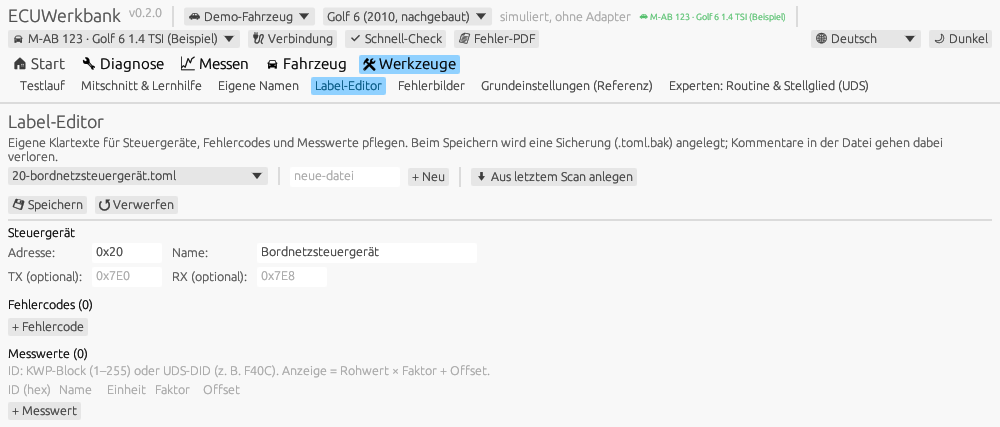 ECUWerkbank v0.2.0 Demo-Fahrzeug Golf 6 (2010, nachgebaut) simuliert, ohne Adapter M-AB 123 · Golf 6 1.4 TSI (Beispiel)
M-AB 123 · Golf 6 1.4 TSI (Beispiel) Verbindung Schnell-Check Fehler-PDF Deutsch Dunkel
Start Diagnose Messen Fahrzeug Werkzeuge
Testlauf Mitschnitt & Lernhilfe Eigene Namen Label-Editor Fehlerbilder Grundeinstellungen (Referenz) Experten: Routine & Stellglied (UDS)
Label-Editor
Eigene Klartexte für Steuergeräte, Fehlercodes und Messwerte pflegen. Beim Speichern wird eine Sicherung (.toml.bak) angelegt; Kommentare in der Datei gehen dabei
verloren.
20-bordnetzsteuergerät.toml neue-datei + Neu Aus letztem Scan anlegen
Speichern Verwerfen
Steuergerät
Adresse: 0x20 Name: Bordnetzsteuergerät
TX (optional): 0x7E0 RX (optional): 0x7E8
Fehlercodes (0)
+ Fehlercode
Messwerte (0)
ID: KWP-Block (1–255) oder UDS-DID (z. B. F40C). Anzeige = Rohwert × Faktor + Offset.
ID (hex) Name Einheit Faktor Offset
+ Messwert